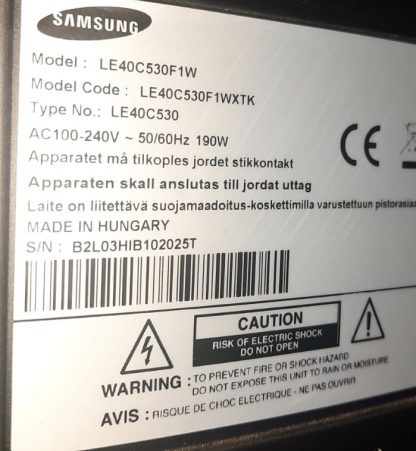 SAMSUNG
Model : LE40C530F1W
Model Code : LE40C530F1WXTK
Type No.: LE40C530
AC100-240V ~ 50/60Hz 190W
Apparatet må tilkoples jordet stikkontakt
Apparaten skall anslutas till jordat uttag
Laite on liitettävä suojamaadoitus-koskettimilla varustettuun pistorasia
MADE IN HUNGARY
S/N : B2L03HIB102025T
CE
CAUTION
RISK OF ELECTRIC SHOCK
DO NOT OPEN
WARNING : TO PREVENT FIRE OR SHOCK HAZARD
DO NOT EXPOSE THIS UNIT TO RAIN OR MOISTURE
AVIS : RISQUE DE CHOC ELECTRIQUE - NE PAS OUVRIR